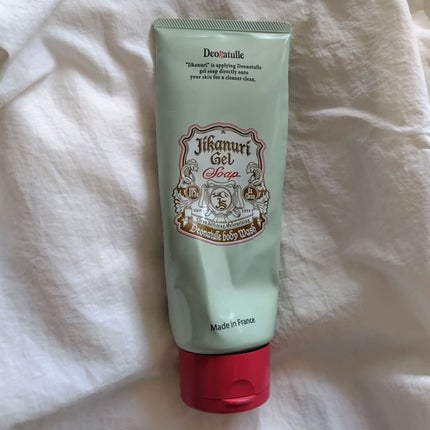 Deonatulle
"Jikanuri" is applying Deonatulle
gel soap directly onto
your skin for a cleaner clean.
Jikanuri
Gel
Soap
Deonatulle body Wash
Made in France